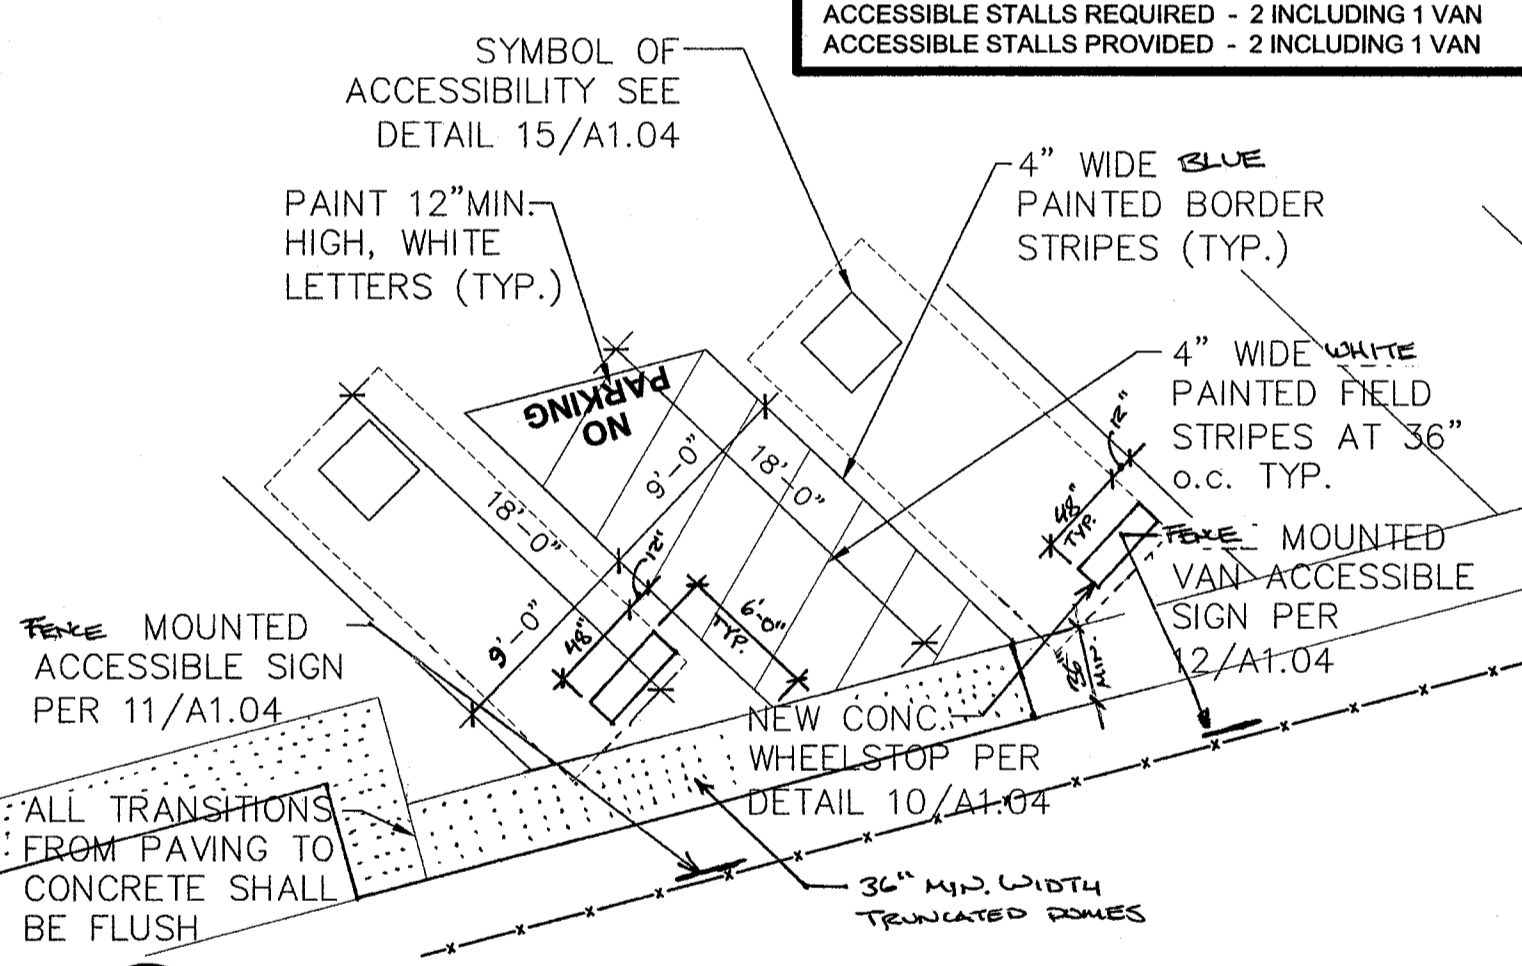 ACCESSIBLE STALLS REQUIRED - 2 INCLUDING 1 VAN
ACCESSIBLE STALLS PROVIDED - 2 INCLUDING 1 VAN
SYMBOL OF
ACCESSIBILITY SEE
DETAIL 15/A1.04
PAINT 12"MIN.
HIGH, WHITE
LETTERS (TYP.)
4" WIDE BLUE
PAINTED BORDER
STRIPES (TYP.)
4" WIDE WHITE
PAINTED FIELD
STRIPES AT 36"
o.c. TYP.
NO
PARKING
9'-0"
18'-0"
18'-0"
9'-0"
12"
48"
6'-0"
TYP.
12"
48"
TYP.
FENCE MOUNTED
VAN ACCESSIBLE
SIGN PER
12/A1.04
MIN.
FENCE MOUNTED
ACCESSIBLE SIGN
PER 11/A1.04
NEW CONC.
WHEELSTOP PER
DETAIL 10/A1.04
ALL TRANSITIONS
FROM PAVING TO
CONCRETE SHALL
BE FLUSH
36" MIN. WIDTH
TRUNCATED DOMES